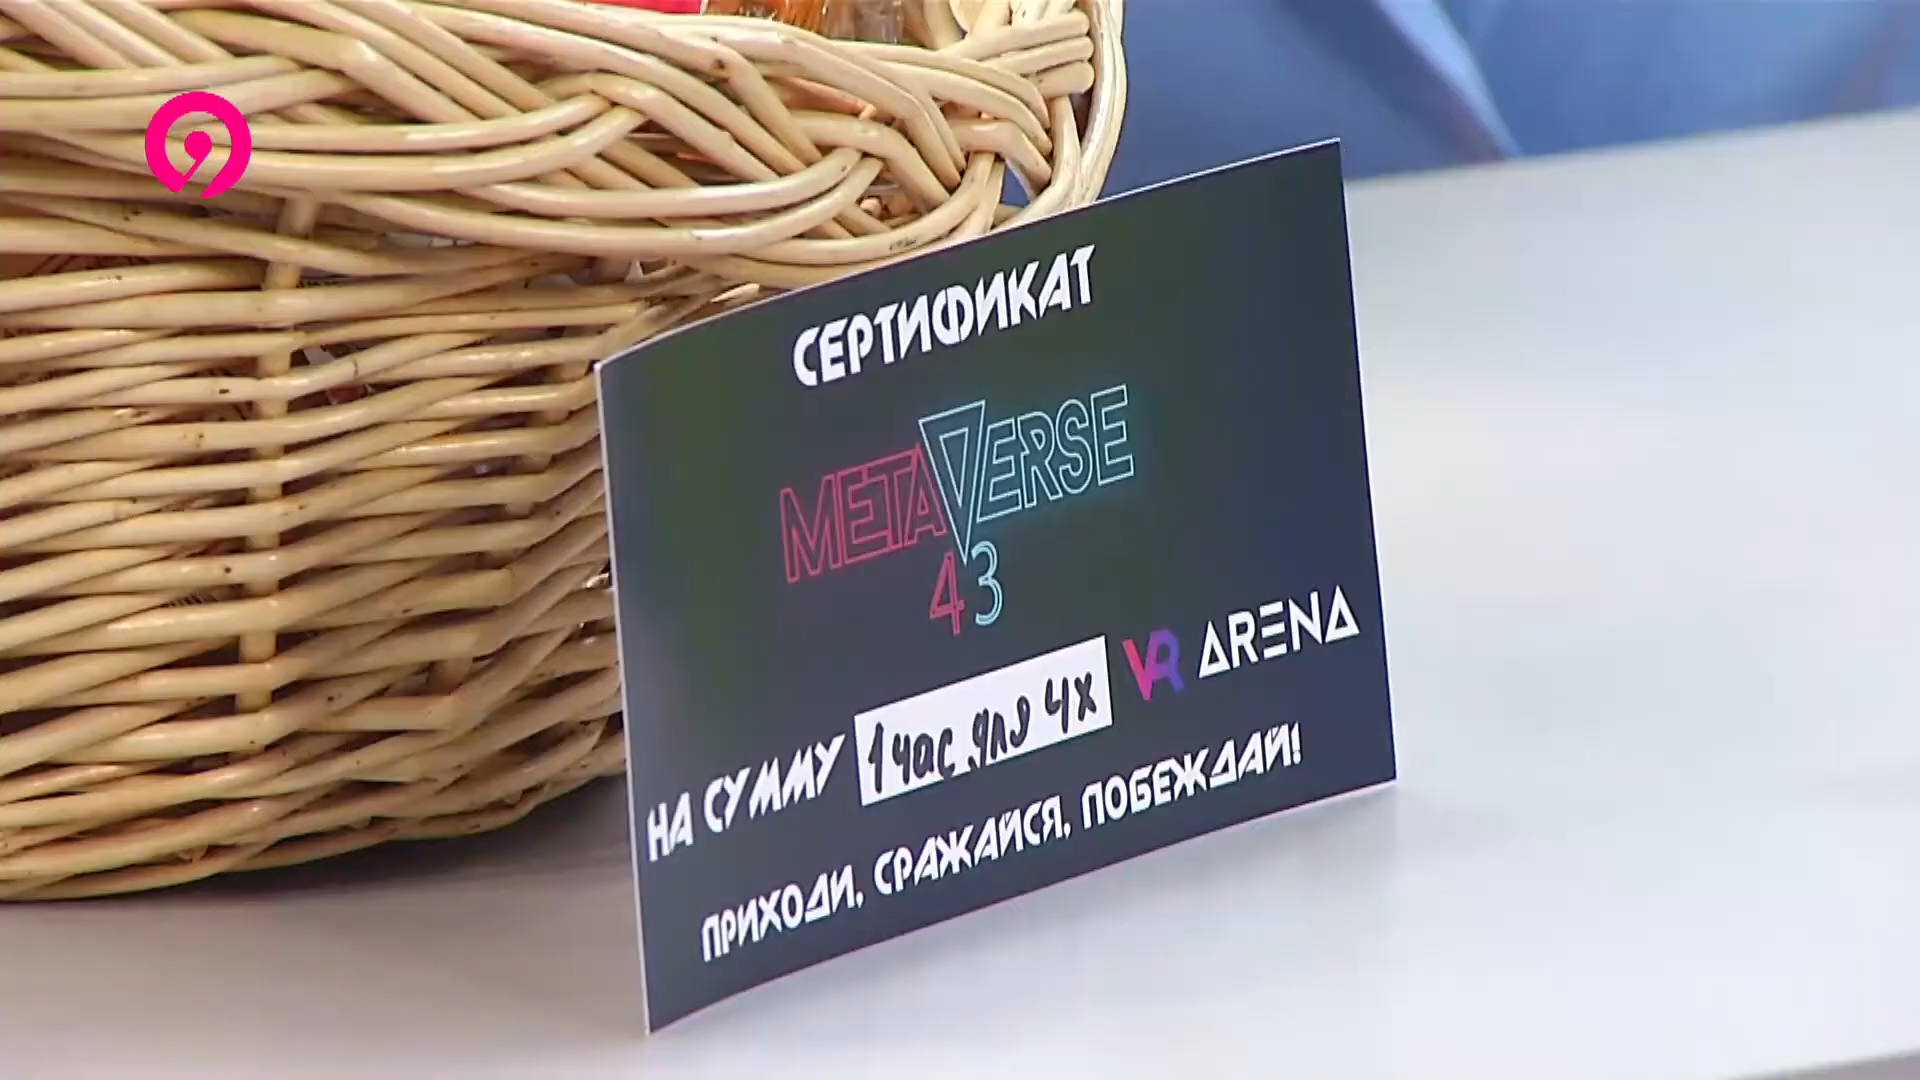 СЕРТИФИКАТ
METAVERSE
43
VR ARENA
НА СУММУ 1 час для 4х
ПРИХОДИ, СРАЖАЙСЯ, ПОБЕЖДАЙ!